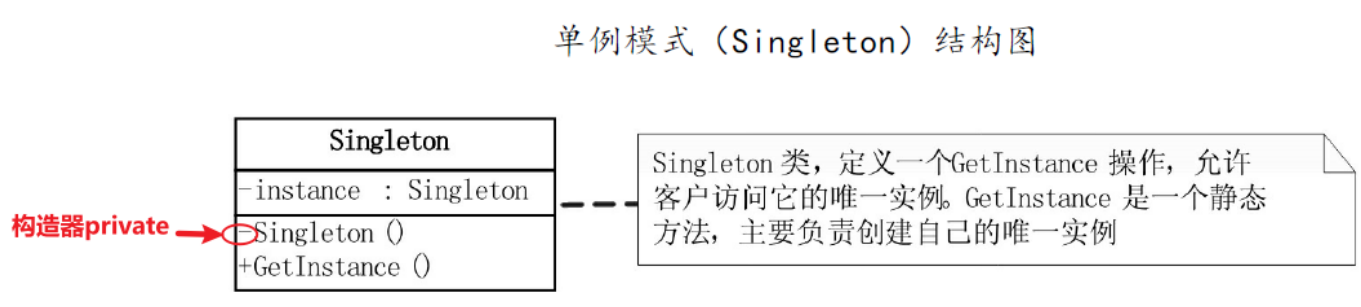 单例模式（Singleton）结构图
Singleton
-instance : Singleton
构造器private
-Singleton ()
+GetInstance ()
Singleton 类，定义一个GetInstance 操作，允许
客户访问它的唯一实例。GetInstance 是一个静态
方法，主要负责创建自己的唯一实例